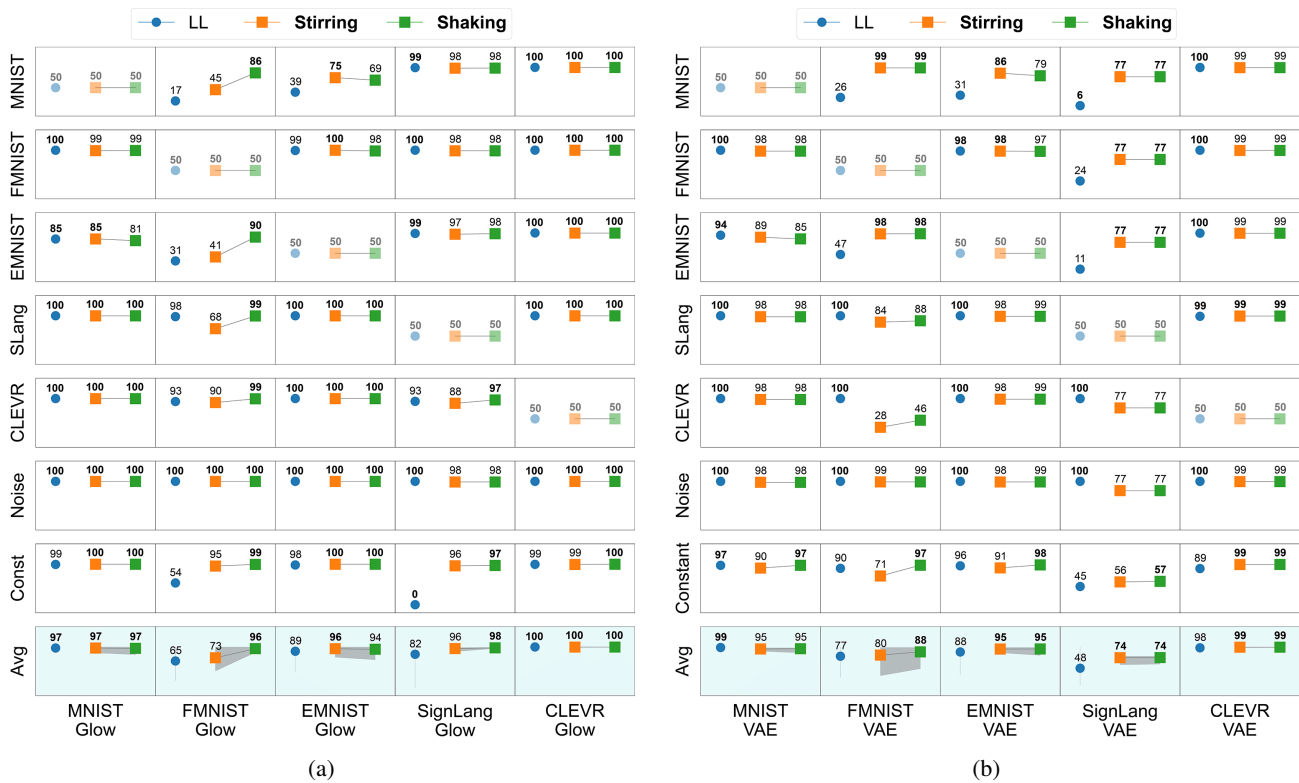 LL Stirring Shaking
MNIST 50 50 50 17 45 86 39 75 69 99 98 98 100 100 100
FMNIST 100 99 99 50 50 50 99 100 98 100 98 98 100 100 100
EMNIST 85 85 81 31 41 90 50 50 50 99 97 98 100 100 100
SLang 100 100 100 98 68 99 100 100 100 50 50 50 100 100 100
CLEVR 100 100 100 93 90 99 100 100 100 93 88 97 50 50 50
Noise 100 100 100 100 100 100 100 100 100 100 98 98 100 100 100
Const 99 100 100 54 95 99 98 100 100 0 96 97 99 99 100
Avg 97 97 97 65 73 96 89 96 94 82 96 98 100 100 100
MNIST FMNIST EMNIST SignLang CLEVR
Glow Glow Glow Glow Glow
(a)
LL Stirring Shaking
MNIST 50 50 50 26 99 99 31 86 79 6 77 77 100 99 99
FMNIST 100 98 98 50 50 50 98 98 97 24 77 77 100 99 99
EMNIST 94 89 85 47 98 98 50 50 50 11 77 77 100 99 99
SLang 100 98 98 100 84 88 100 98 99 50 50 50 99 99 99
CLEVR 100 98 98 100 28 46 100 98 99 100 77 77 50 50 50
Noise 100 98 98 100 99 99 100 98 99 100 77 77 100 99 99
Constant 97 90 97 90 71 97 96 91 98 45 56 57 89 99 99
Avg 99 95 95 77 80 88 88 95 95 48 74 74 98 99 99
MNIST FMNIST EMNIST SignLang CLEVR
VAE VAE VAE VAE VAE
(b)